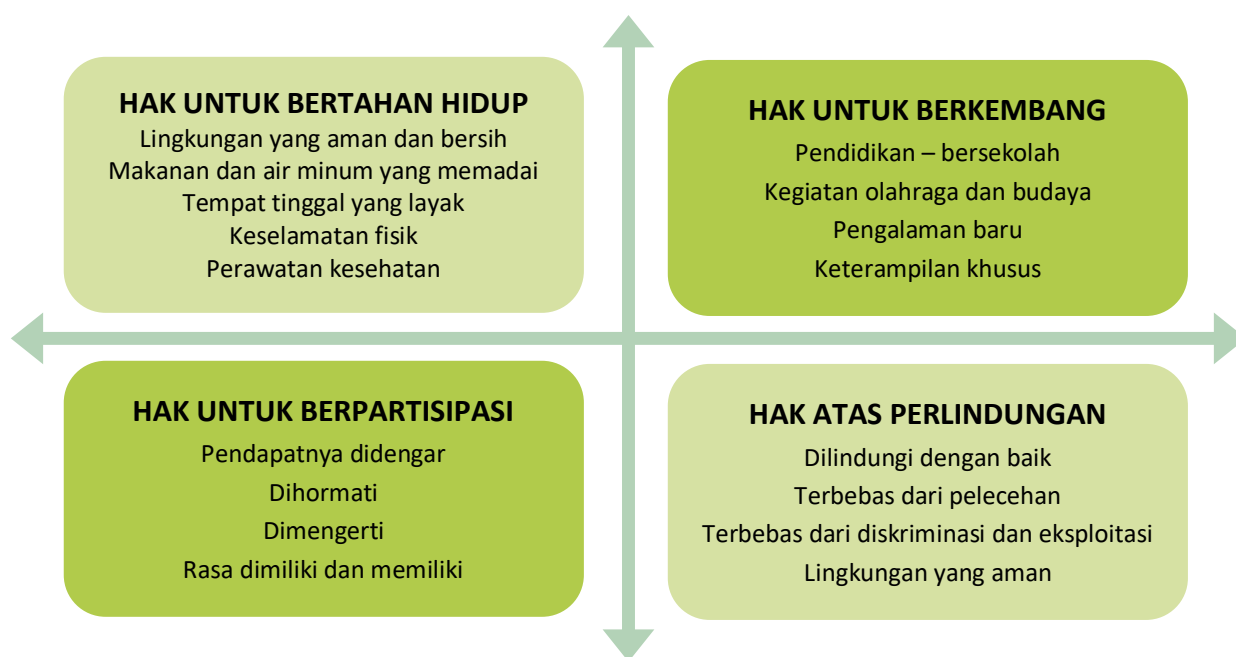 HAK UNTUK BERTAHAN HIDUP
Lingkungan yang aman dan bersih
Makanan dan air minum yang memadai
Tempat tinggal yang layak
Keselamatan fisik
Perawatan kesehatan
HAK UNTUK BERKEMBANG
Pendidikan – bersekolah
Kegiatan olahraga dan budaya
Pengalaman baru
Keterampilan khusus
HAK UNTUK BERPARTISIPASI
Pendapatnya didengar
Dihormati
Dimengerti
Rasa dimiliki dan memiliki
HAK ATAS PERLINDUNGAN
Dilindungi dengan baik
Terbebas dari pelecehan
Terbebas dari diskriminasi dan eksploitasi
Lingkungan yang aman